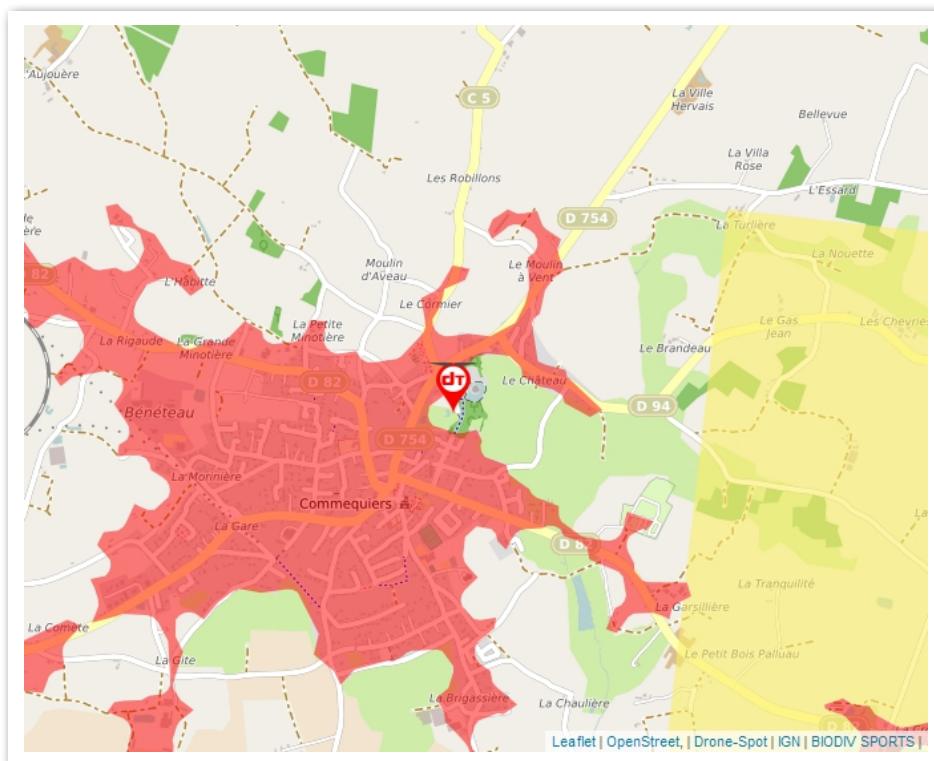 L'Aujouère
C 5
La Ville
Hervais
Bellevue
La Villa
Rose
L'Essard
Les Robillons
D 754
La Turlière
La Nouette
Moulin
d'Aveau
Le Moulin
à Vent
82
L'Habitte
Le Cormier
La Petite
Minotière
La Rigaude
La Grande
Minotière
Le Gas
Jean
Les Chevries
Le Brandeau
D 82
dT
Le Château
D 94
Bénéteau
D 754
La Morinière
Commequiers
La Gare
D 82
La Tranquilité
La Garsillière
La Comète
La Gite
Le Petit Bois Palluau
La Brigassière
La Chaulière
D 82
Leaflet | OpenStreet, | Drone-Spot | IGN | BIODIV SPORTS |